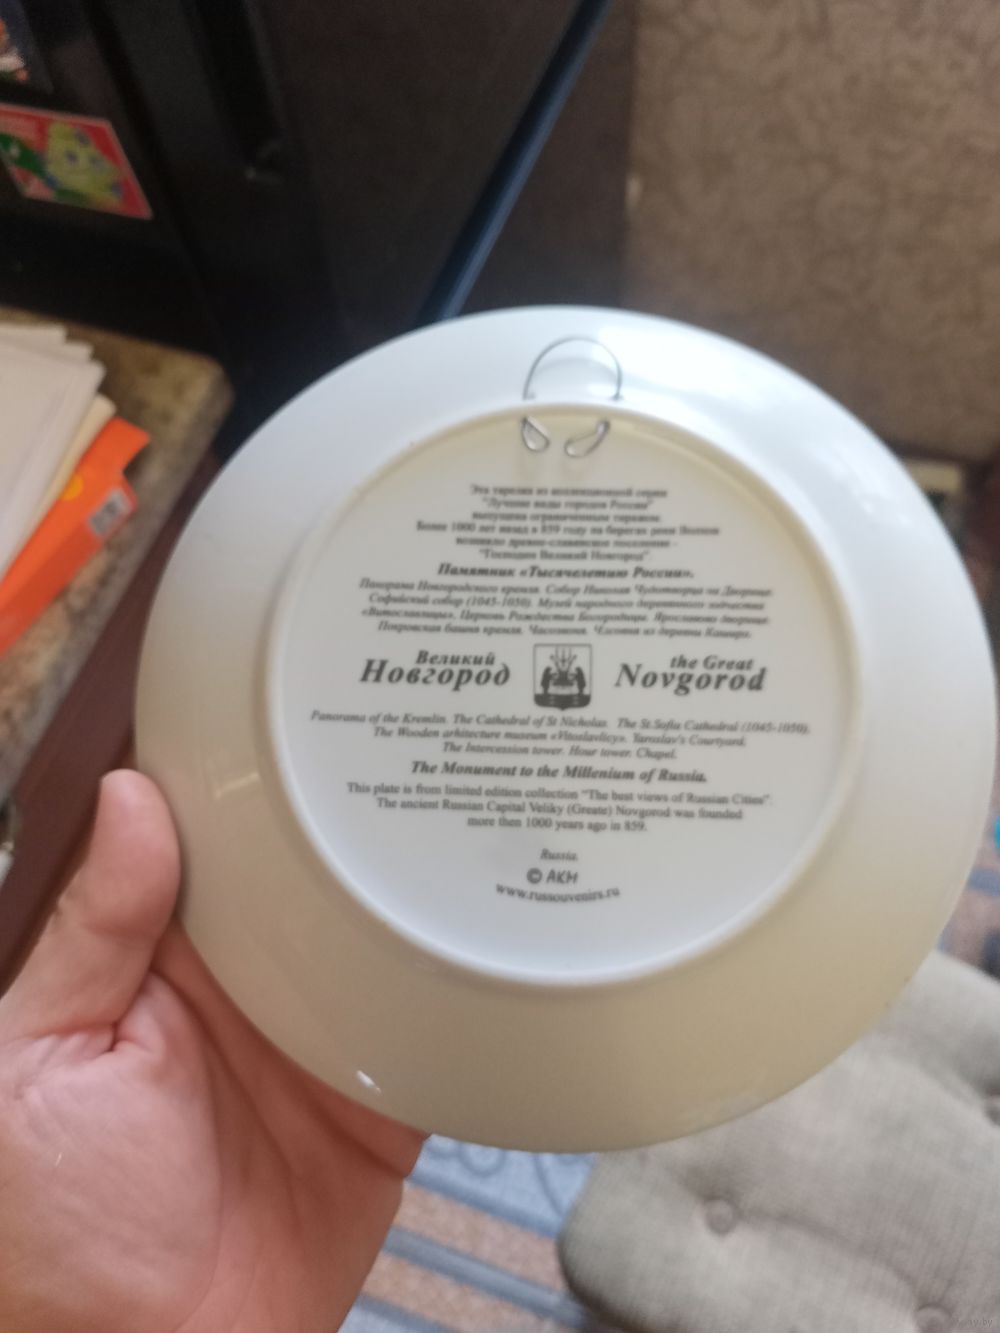 Эта тарелка из коллекционной серии
"Лучшие виды городов России"
выпущена ограниченным тиражом.
Более 1000 лет назад в 859 году на берегах реки Волхов
возникло древне-славянское поселение -
"Господин Великий Новгород".
Памятник «Тысячелетию России».
Панорама Новгородского кремля. Собор Николая Чудотворца на Дворище.
Софийский собор (1045-1050). Музей народного деревянного зодчества
«Витославлицы». Церковь Рождества Богородицы. Ярославово дворище.
Покровская башня кремля. Часозвоня. Часовня из деревни Кашира.
Великий
Новгород
the Great
Novgorod
Panorama of the Kremlin. The Cathedral of St Nicholas. The St.Sofia Cathedral (1045-1050).
The Wooden arhitecture museum «Vitoslavlicy». Yaroslav's Courtyard.
The Intercession tower. Hour tower. Chapel.
The Monument to the Millenium of Russia.
This plate is from limited edition collection "The best views of Russian Cities".
The ancient Russian Capital Veliky (Greate) Novgorod was founded
more then 1000 years ago in 859.
Russia.
© АКМ
www.russouvenirs.ru